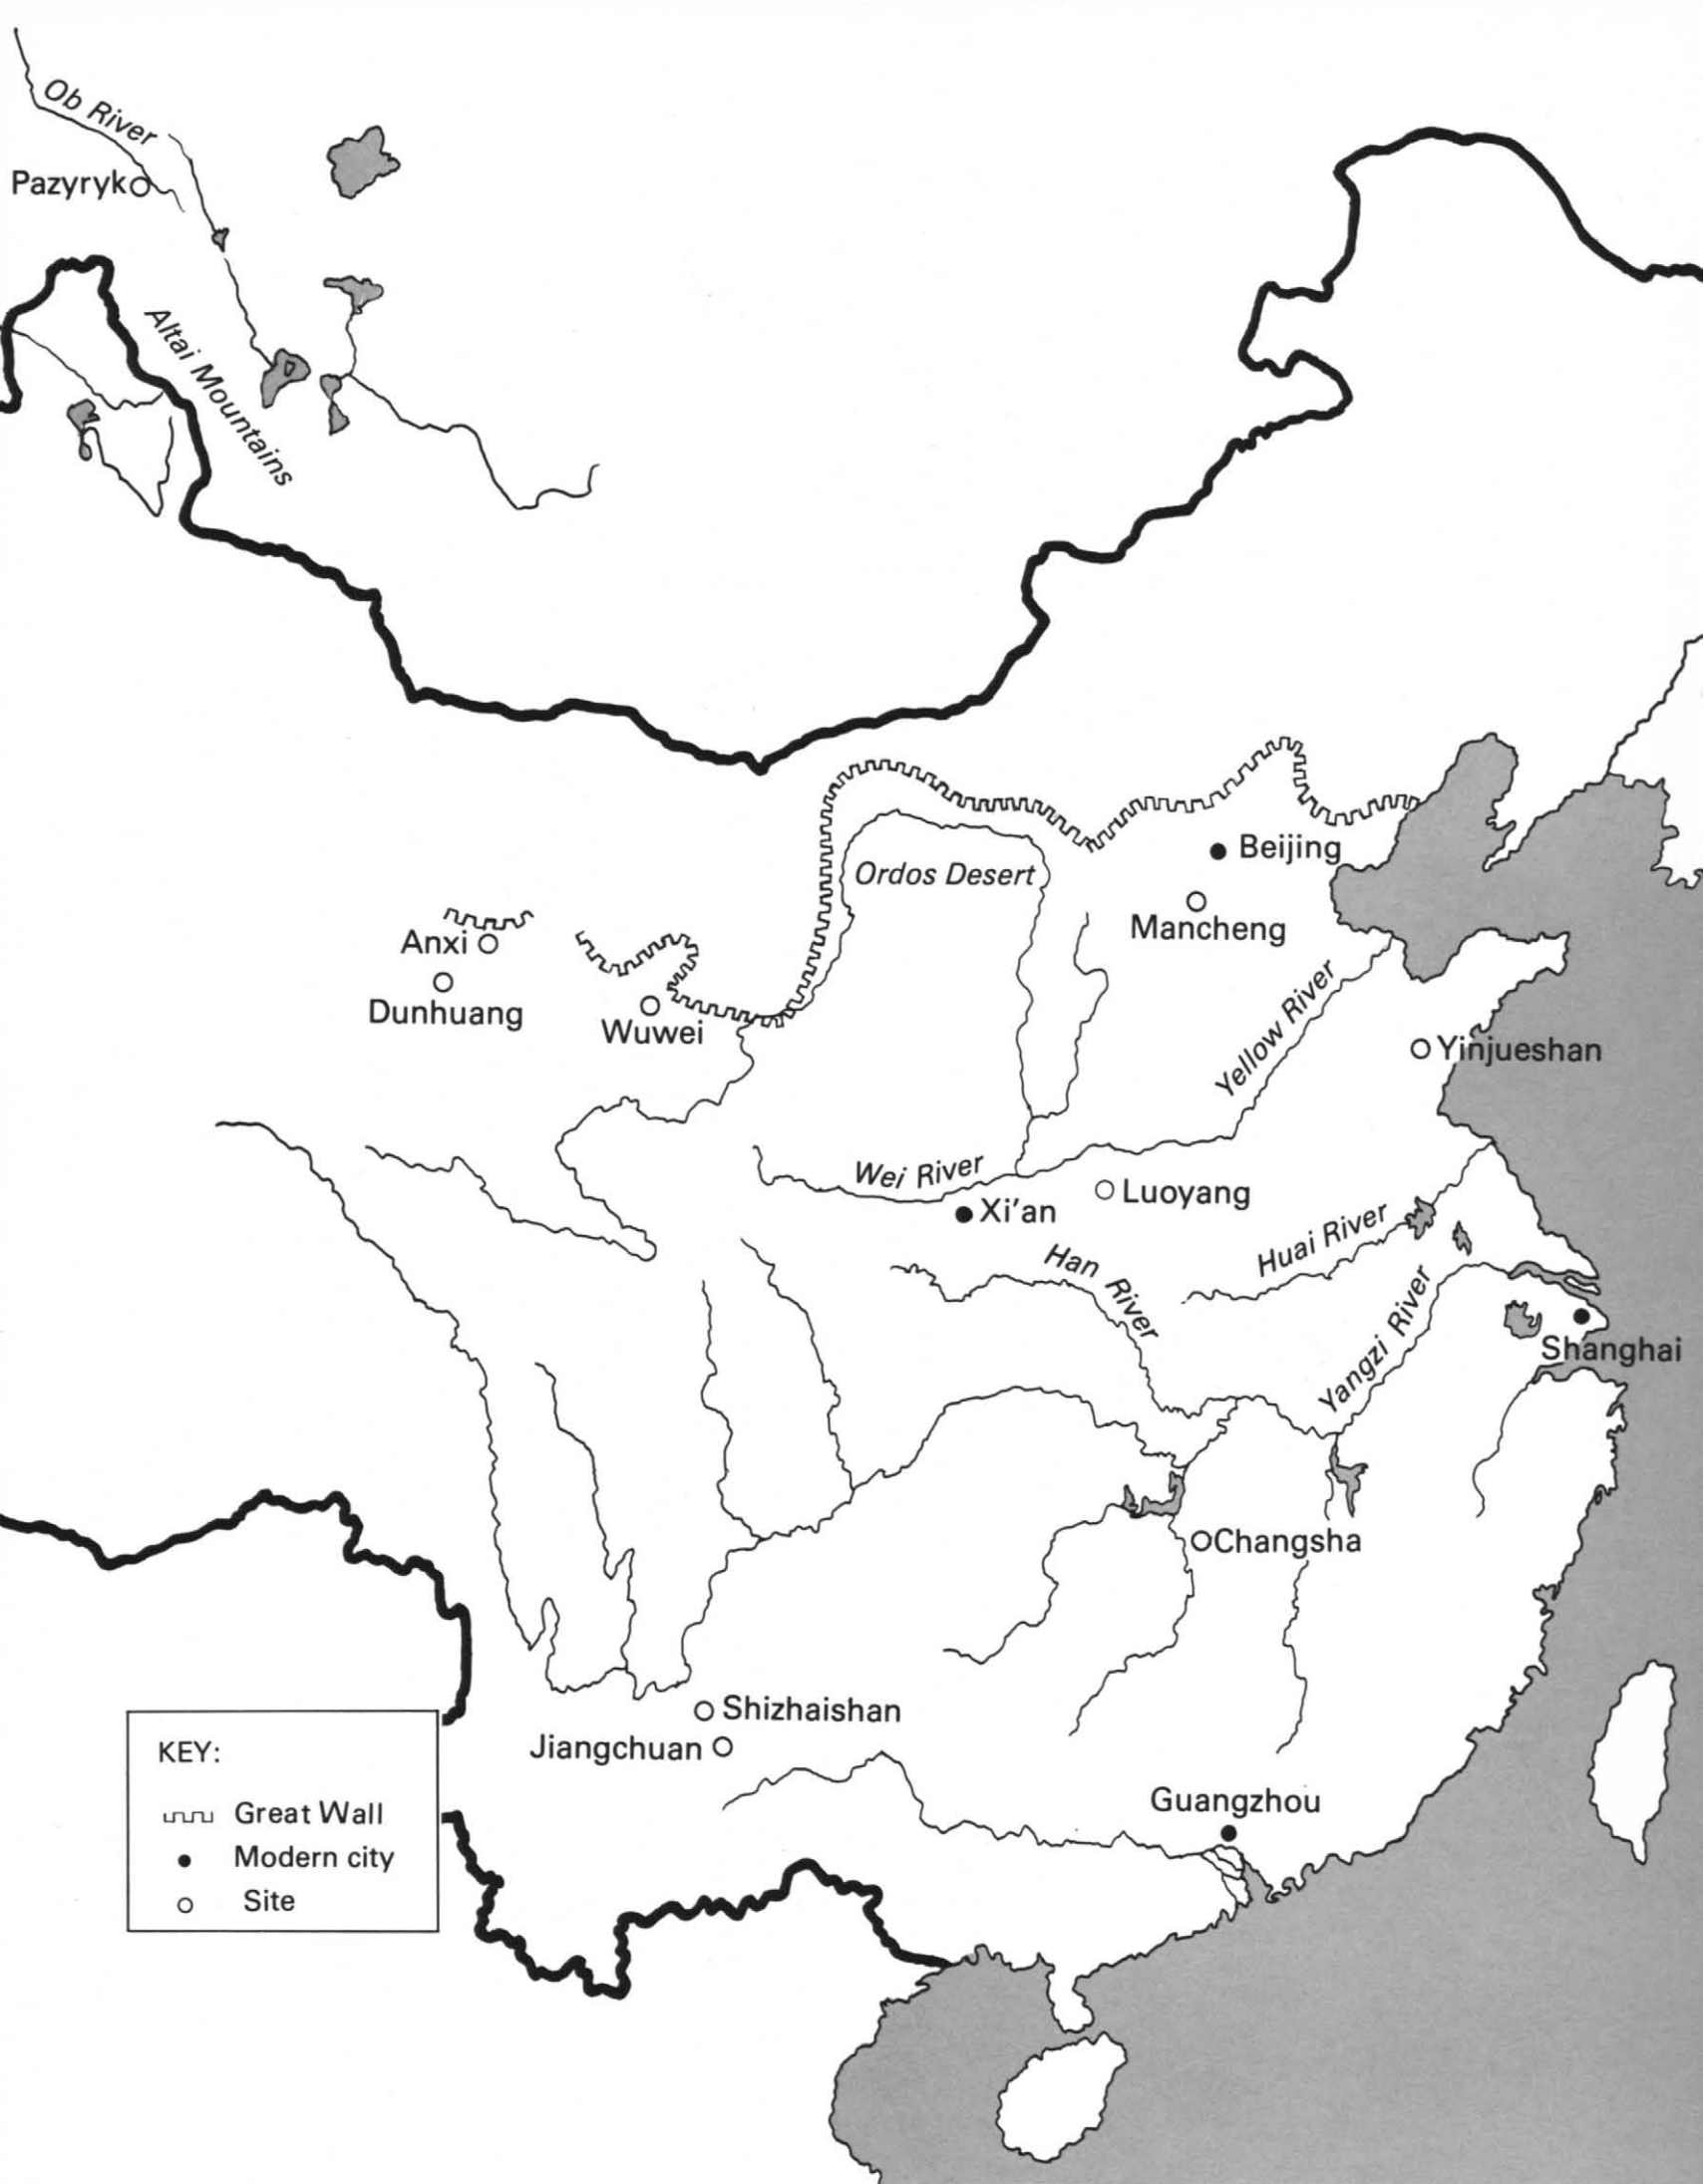 Ob River
Pazyryk
Altai Mountains
Beijing
Ordos Desert
Mancheng
Anxi
Dunhuang
Wuwei
Yellow River
Yinjueshan
Wei River
Luoyang
Xi'an
Huai River
Han River
Yangzi River
Shanghai
Changsha
Shizhaishan
Jiangchuan
Guangzhou
KEY:
Great Wall
Modern city
Site